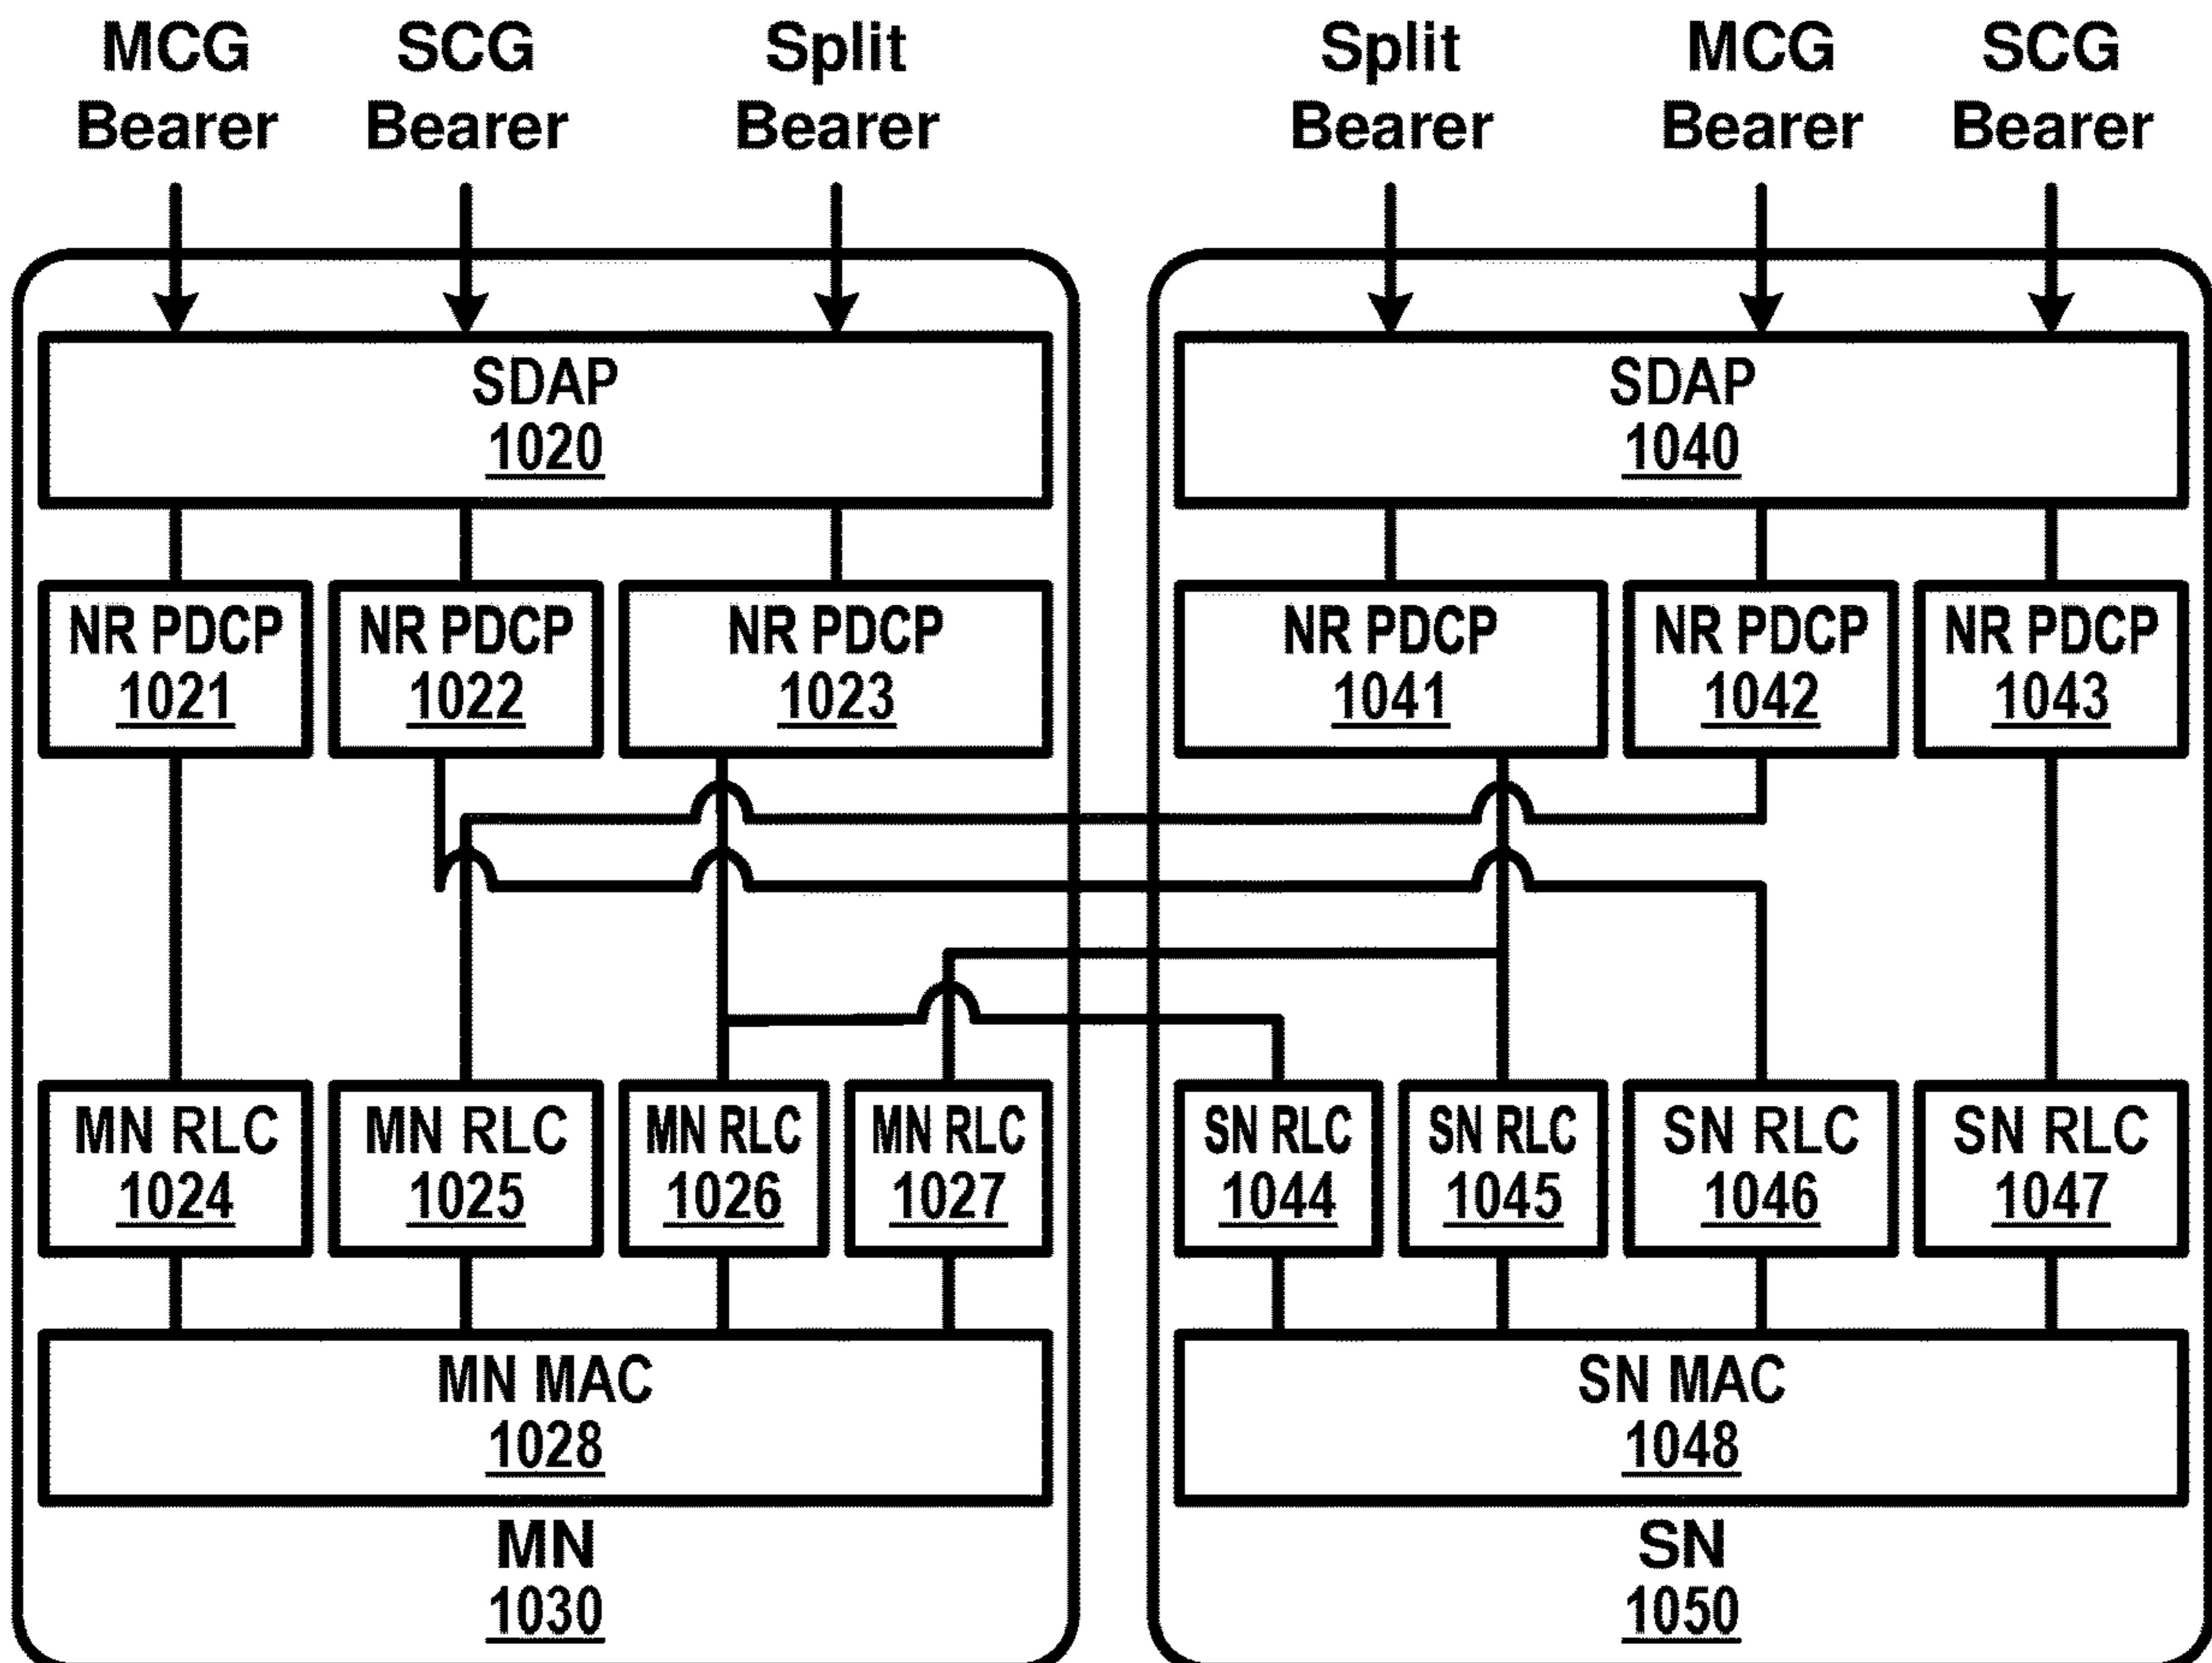 MCG
Bearer
SCG
Bearer
Split
Bearer
Split
Bearer
MCG
Bearer
SCG
Bearer
SDAP
1020
SDAP
1040
NR PDCP
1021
NR PDCP
1022
NR PDCP
1023
NR PDCP
1041
NR PDCP
1042
NR PDCP
1043
MN RLC
1024
MN RLC
1025
MN RLC
1026
MN RLC
1027
SN RLC
1044
SN RLC
1045
SN RLC
1046
SN RLC
1047
MN MAC
1028
SN MAC
1048
MN
1030
SN
1050